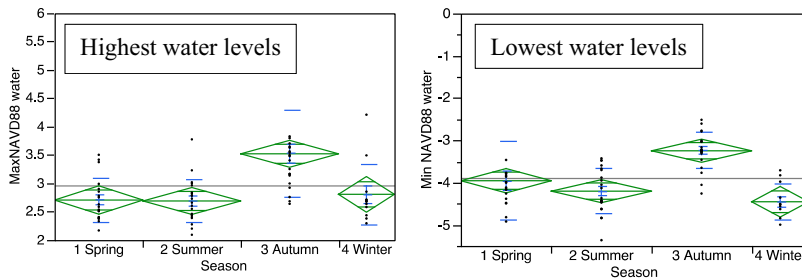 Highest water levels
MaxNAVD88 water
6
5.5
5
4.5
4
3.5
3
2.5
2
1 Spring
2 Summer
3 Autumn
4 Winter
Season
Lowest water levels
Min NAVD88 water
0
-1
-2
-3
-4
-5
1 Spring
2 Summer
3 Autumn
4 Winter
Season